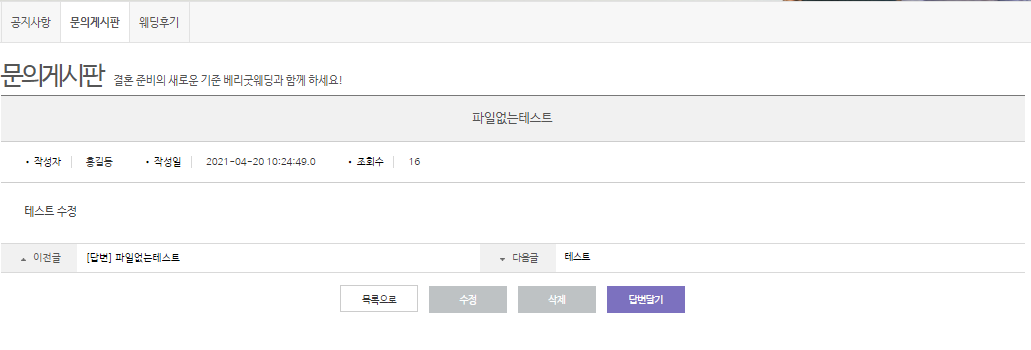 공지사항 문의게시판 웨딩후기
문의게시판 결혼 준비의 새로운 기준 베리굿웨딩과 함께 하세요!
파일없는테스트
• 작성자 홍길동 • 작성일 2021-04-20 10:24:49.0 • 조회수 16
테스트 수정
▲ 이전글 [답변] 파일없는테스트 ▼ 다음글 테스트
목록으로 수정 삭제 답변달기